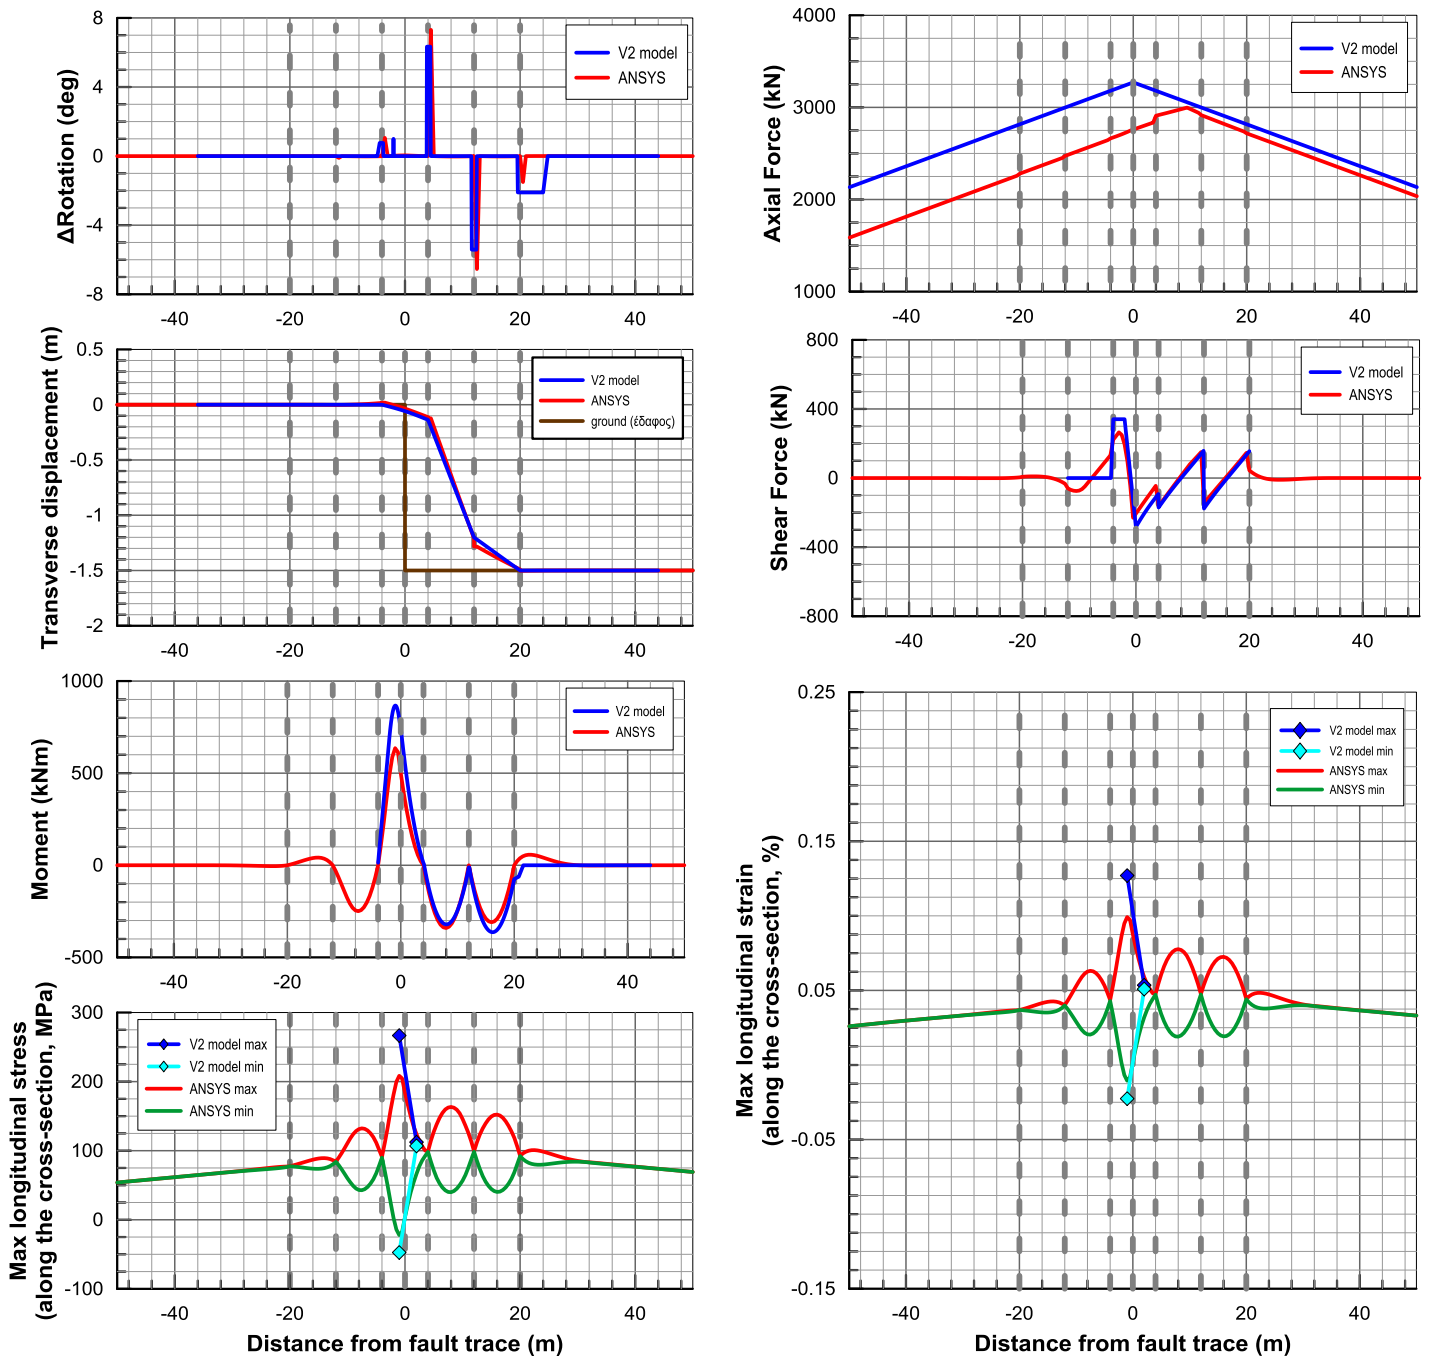 8
4
0
-4
-8
ΔRotation (deg)
V2 model
ANSYS
-40
-20
0
20
40
4000
3000
2000
1000
Axial Force (kN)
V2 model
ANSYS
-40
-20
0
20
40
0.5
0
-0.5
-1
-1.5
-2
Transverse displacement (m)
V2 model
ANSYS
ground (έδαφος)
-40
-20
0
20
40
800
400
0
-400
-800
Shear Force (kN)
V2 model
ANSYS
-40
-20
0
20
40
1000
500
0
-500
Moment (kNm)
V2 model
ANSYS
-40
-20
0
20
40
300
200
100
0
-100
Max longitudinal stress
(along the cross-section, MPa)
V2 model max
V2 model min
ANSYS max
ANSYS min
-40
-20
0
20
40
Distance from fault trace (m)
0.25
0.15
0.05
-0.05
-0.15
Max longitudinal strain
(along the cross-section, %)
V2 model max
V2 model min
ANSYS max
ANSYS min
-40
-20
0
20
40
Distance from fault trace (m)